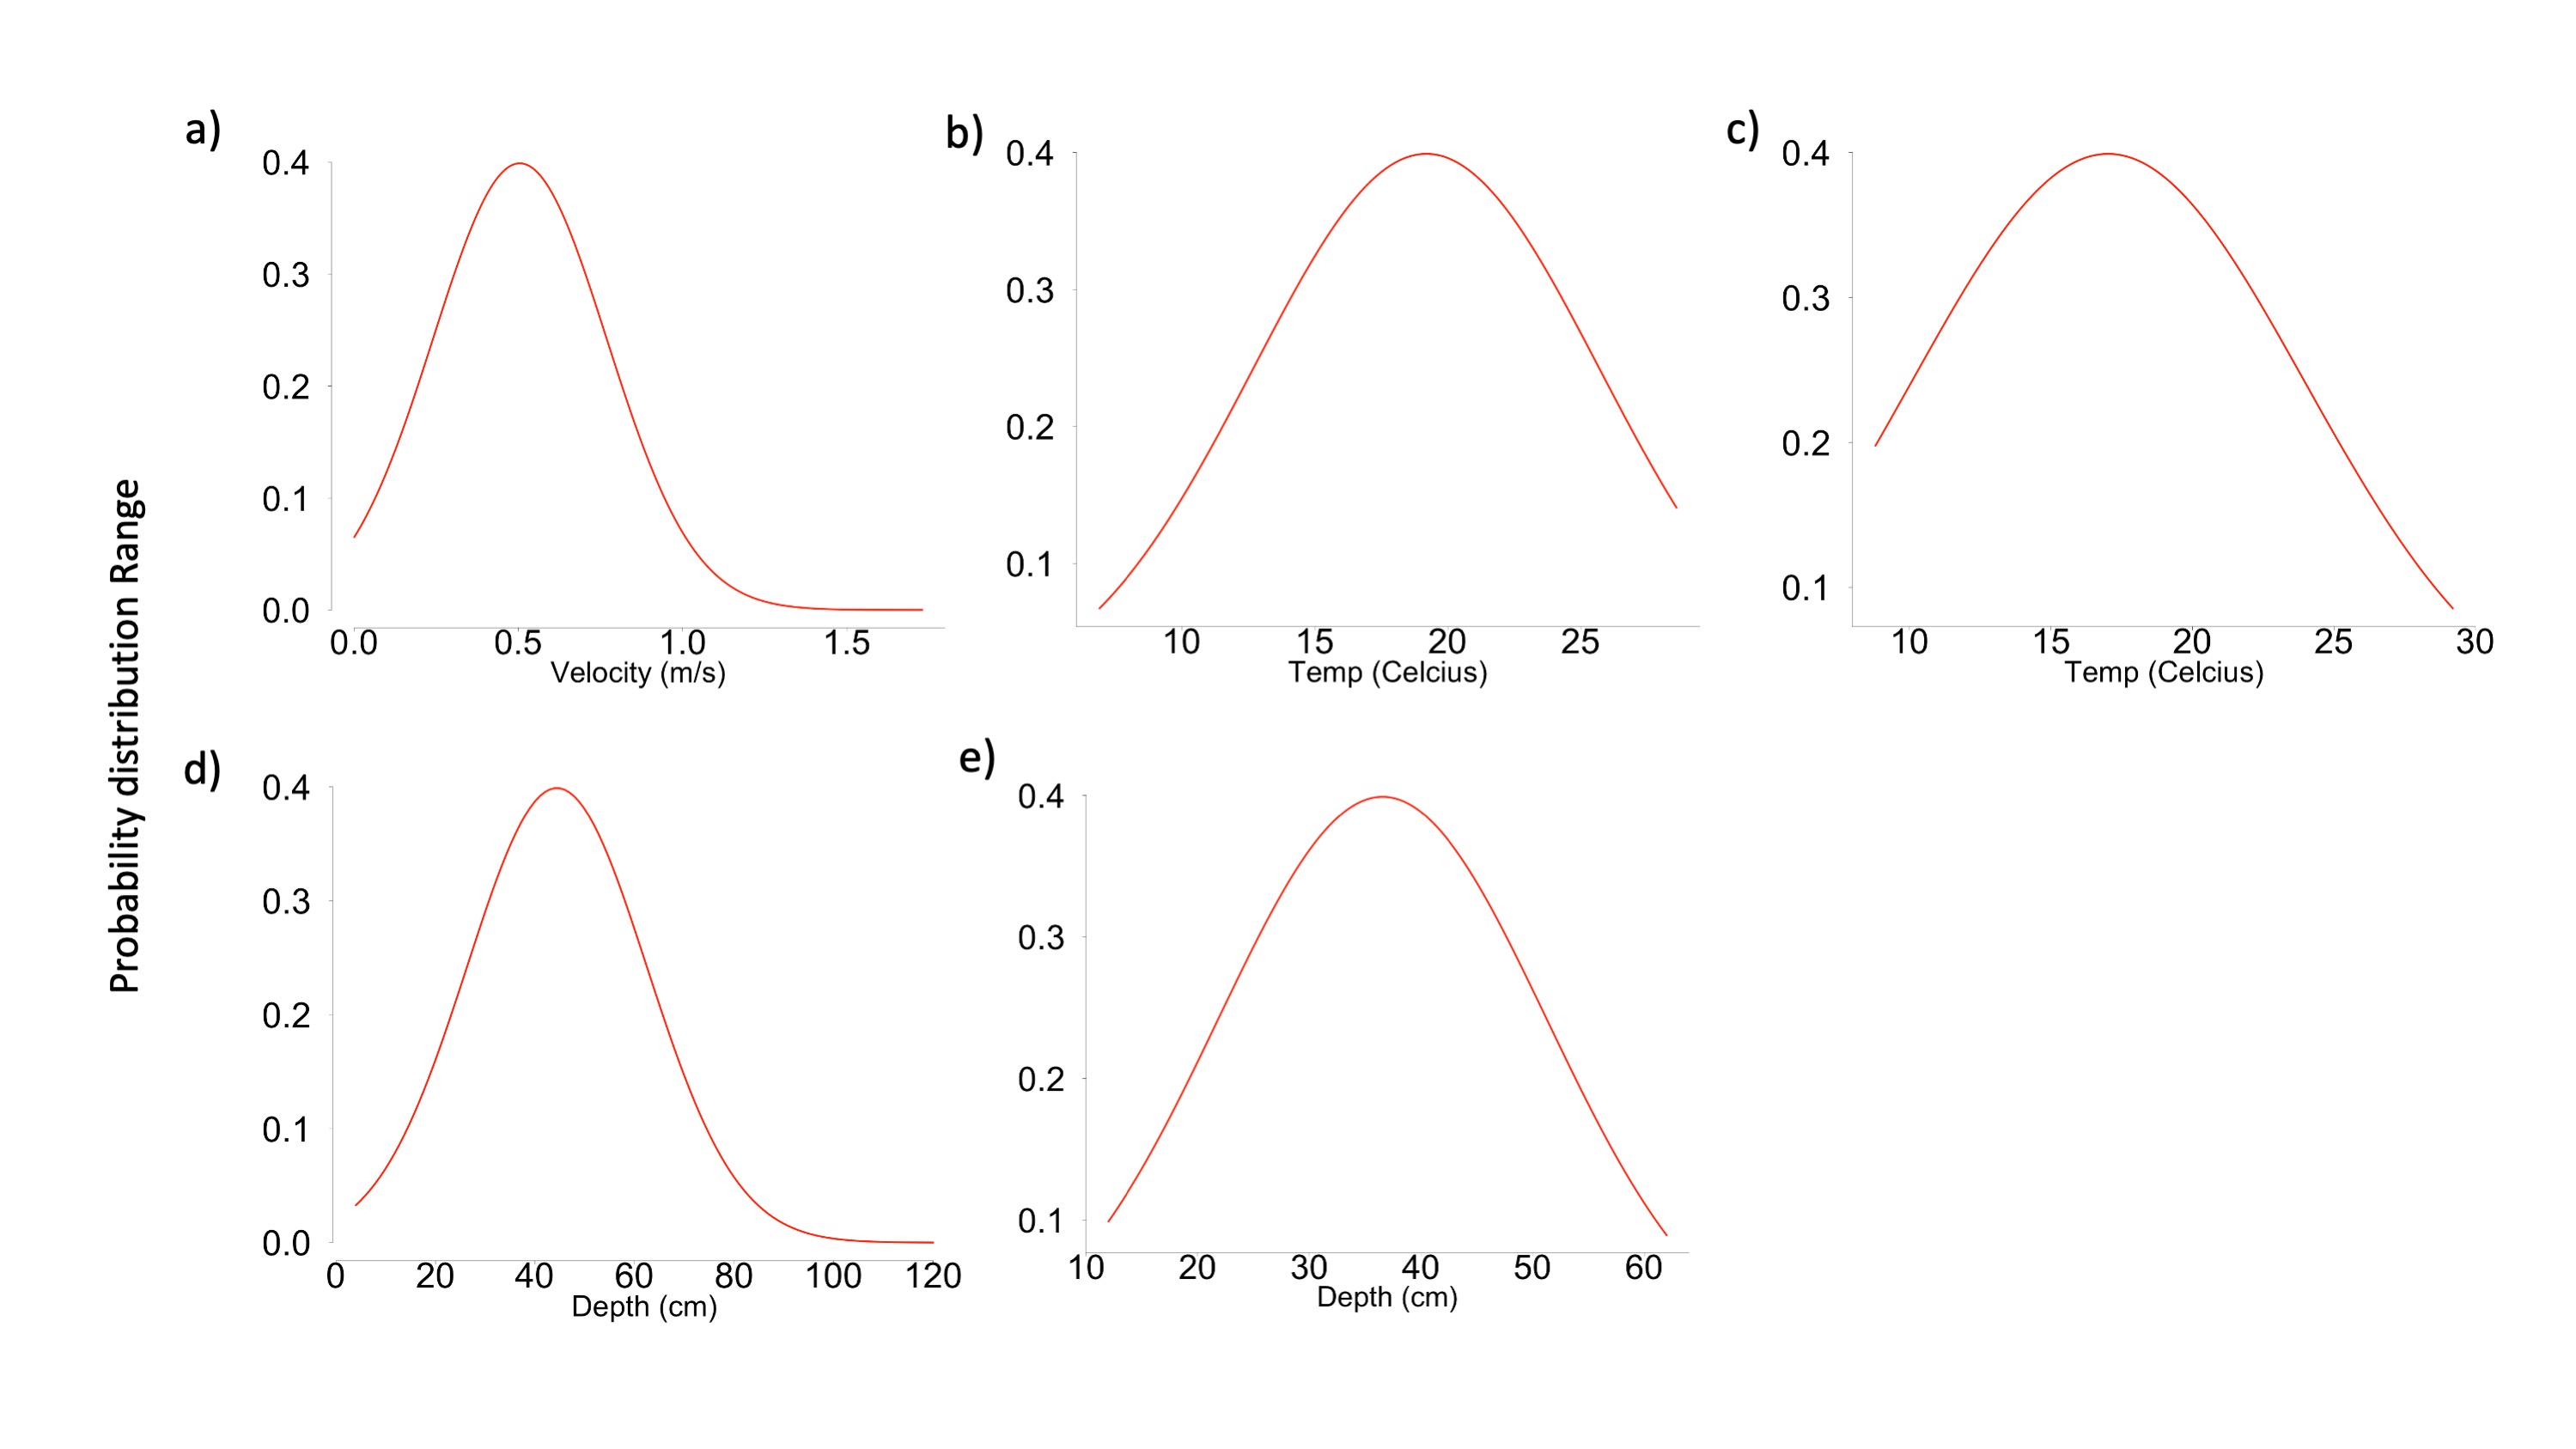 Probability distribution Range
a)
0.4
0.3
0.2
0.1
0.0
0.0 0.5 1.0 1.5
Velocity (m/s)
b)
0.4
0.3
0.2
0.1
10 15 20 25
Temp (Celcius)
c)
0.4
0.3
0.2
0.1
10 15 20 25 30
Temp (Celcius)
d)
0.4
0.3
0.2
0.1
0.0
0 20 40 60 80 100 120
Depth (cm)
e)
0.4
0.3
0.2
0.1
10 20 30 40 50 60
Depth (cm)